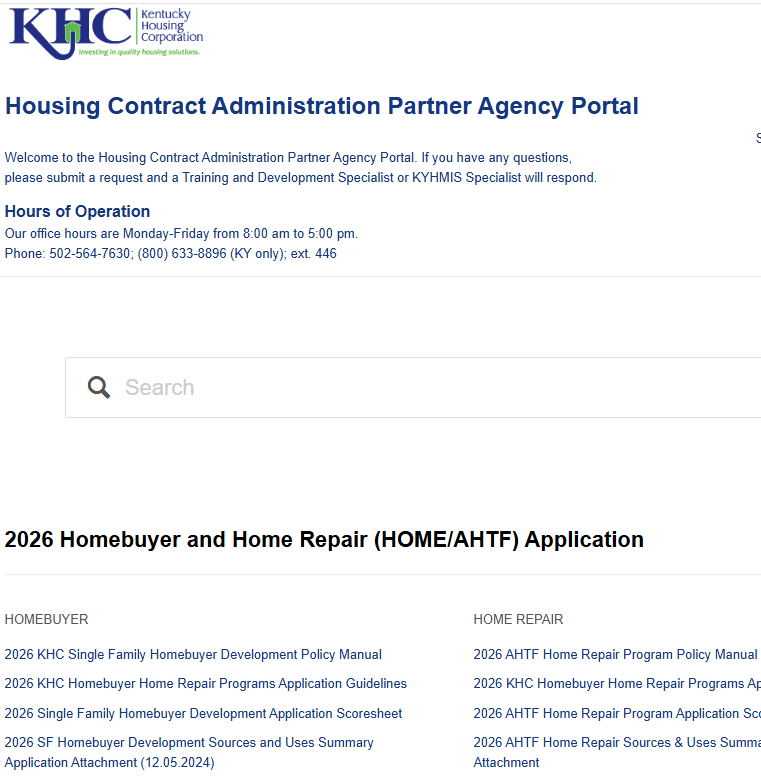 KHC
Kentucky
Housing
Corporation
Investing in quality housing solutions.
Housing Contract Administration Partner Agency Portal
Welcome to the Housing Contract Administration Partner Agency Portal. If you have any questions,
please submit a request and a Training and Development Specialist or KYHMIS Specialist will respond.
Hours of Operation
Our office hours are Monday-Friday from 8:00 am to 5:00 pm.
Phone: 502-564-7630; (800) 633-8896 (KY only); ext. 446
Search
2026 Homebuyer and Home Repair (HOME/AHTF) Application
HOMEBUYER
2026 KHC Single Family Homebuyer Development Policy Manual
2026 KHC Homebuyer Home Repair Programs Application Guidelines
2026 Single Family Homebuyer Development Application Scoresheet
2026 SF Homebuyer Development Sources and Uses Summary
Application Attachment (12.05.2024)
HOME REPAIR
2026 AHTF Home Repair Program Policy Manual
2026 KHC Homebuyer Home Repair Programs
2026 AHTF Home Repair Program Application
2026 AHTF Home Repair Sources & Uses
Attachment